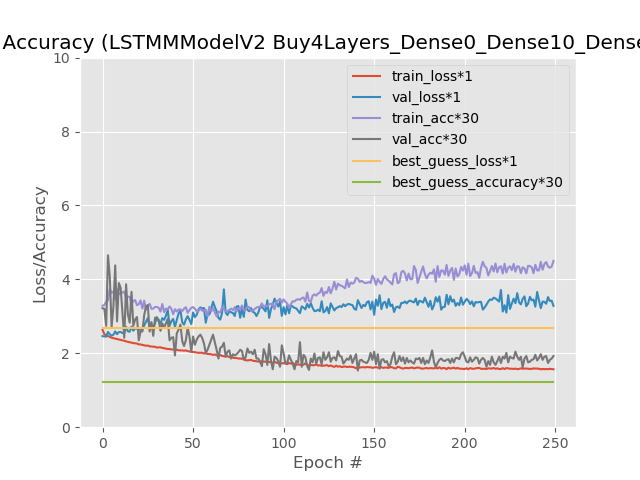 Accuracy (LSTMMModelV2 Buy4Layers_Dense0_Dense10_Dense
10
8
6
4
2
0
Loss/Accuracy
train_loss*1
val_loss*1
train_acc*30
val_acc*30
best_guess_loss*1
best_guess_accuracy*30
0 50 100 150 200 250
Epoch #